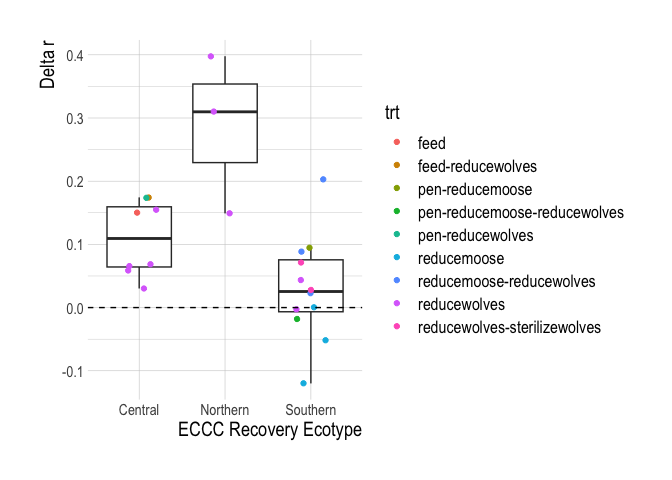 Delta r
0.4
0.3
0.2
0.1
0.0
-0.1
Central Northern Southern
ECCC Recovery Ecotype
trt
feed
feed-reducewolves
pen-reducemoose
pen-reducemoose-reducewolves
pen-reducewolves
reducemoose
reducemoose-reducewolves
reducewolves
reducewolves-sterilizewolves